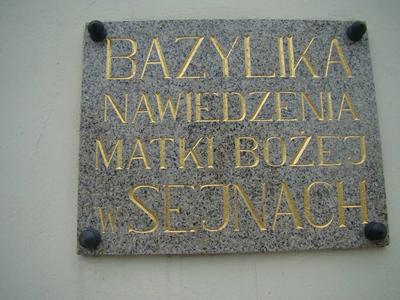 BAZYLIKA
NAWIEDZENIA
MATKI BOŻEJ
W SEJNACH